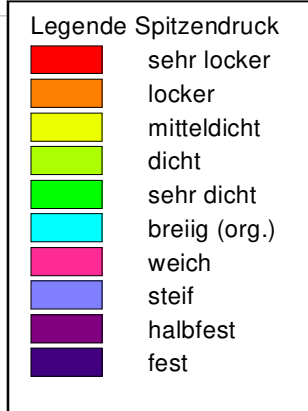 Legende Spitzendruck
sehr locker
locker
mitteldicht
dicht
sehr dicht
breiig (org.)
weich
steif
halbfest
fest